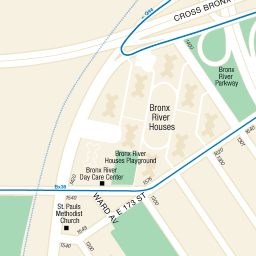 Q44
CROSS BRONX
Bronx
River
Parkway
Bronx
River
Houses
Bronx River
Houses Playground
Bronx River
Day Care Center
Bx36
WARD AV
E 173 ST
St. Pauls
Methodist
Church